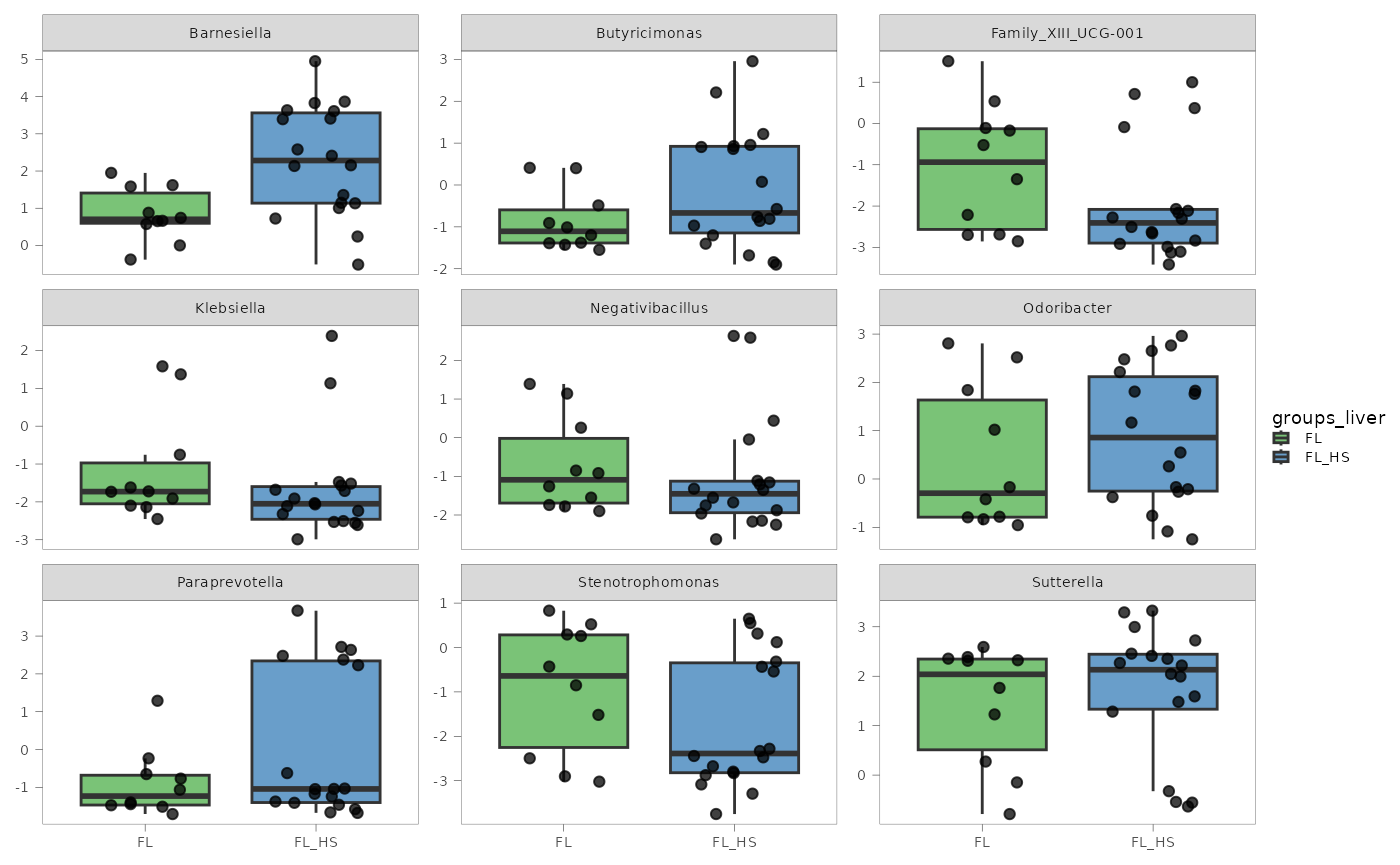 Barnesiella
Butyricimonas
Family_XIII_UCG-001
5
4
3
2
1
0
3
2
1
0
-1
-2
1
0
-1
-2
-3
Klebsiella
Negativibacillus
Odoribacter
2
1
0
-1
-2
-3
2
1
0
-1
-2
3
2
1
0
-1
groups_liver
FL
FL_HS
Paraprevotella
Stenotrophomonas
Sutterella
3
2
1
0
-1
1
0
-1
-2
-3
3
2
1
0
FL
FL_HS
FL
FL_HS
FL
FL_HS